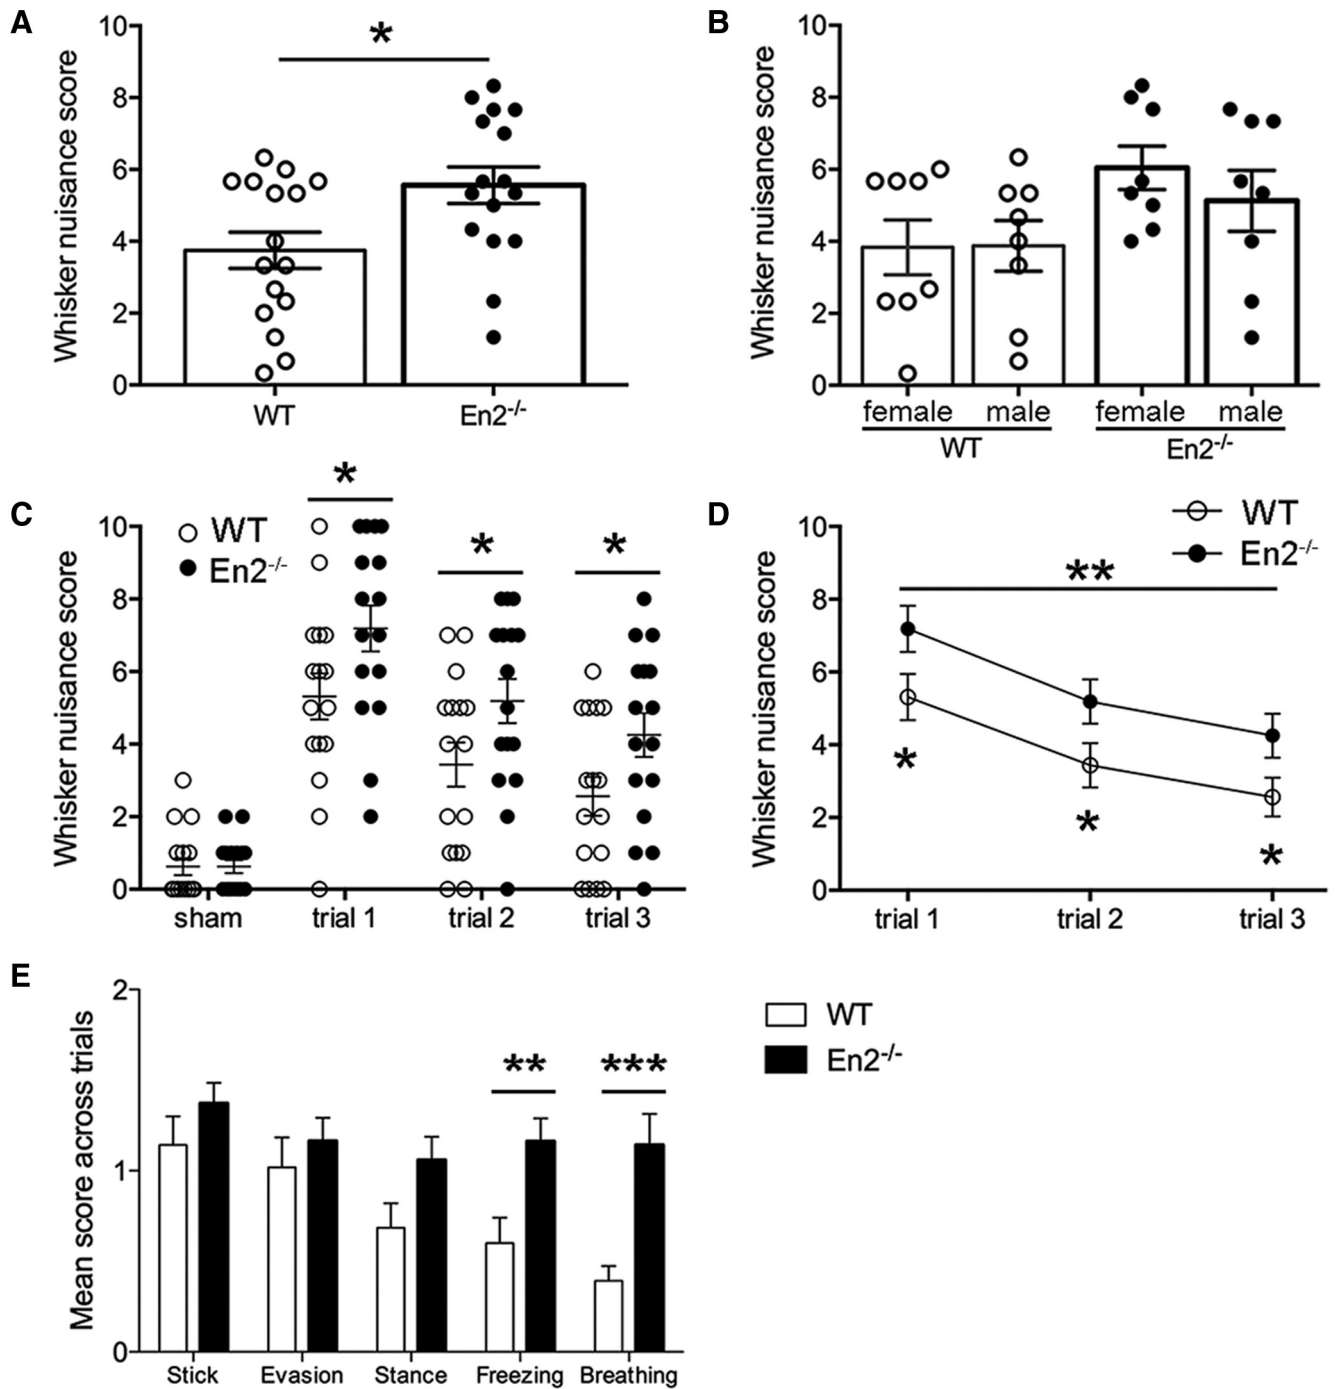 A
Whisker nuisance score
10
8
6
4
2
0
*
WT
En2-/-
B
Whisker nuisance score
10
8
6
4
2
0
female male female male
WT En2-/-
C
Whisker nuisance score
10
8
6
4
2
0
WT
En2-/-
* * *
sham trial 1 trial 2 trial 3
D
Whisker nuisance score
10
8
6
4
2
0
WT
En2-/-
**
* * *
trial 1 trial 2 trial 3
E
Mean score across trials
2
1
0
** ***
WT
En2-/-
Stick Evasion Stance Freezing Breathing